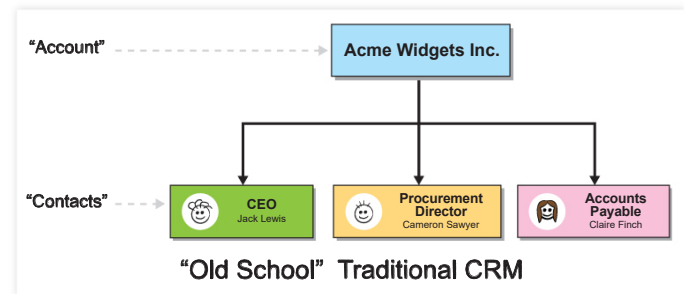 “Account”
Acme Widgets Inc.
“Contacts”
CEO
Jack Lewis
Procurement
Director
Cameron Sawyer
Accounts
Payable
Claire Finch
“Old School” Traditional CRM